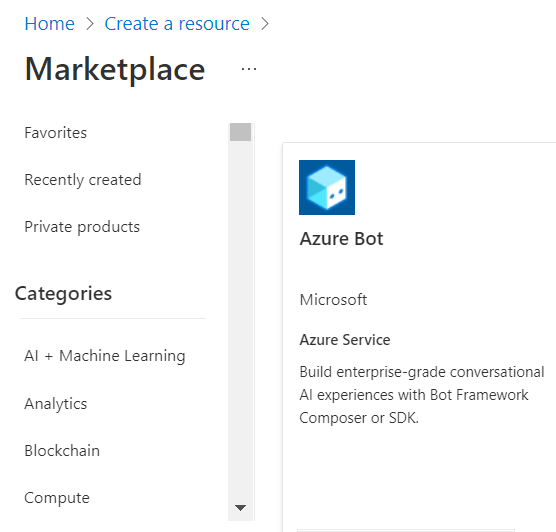 Home > Create a resource >
Marketplace ...
Favorites
Recently created
Private products
Categories
AI + Machine Learning
Analytics
Blockchain
Compute
Azure Bot
Microsoft
Azure Service
Build enterprise-grade conversational
AI experiences with Bot Framework
Composer or SDK.